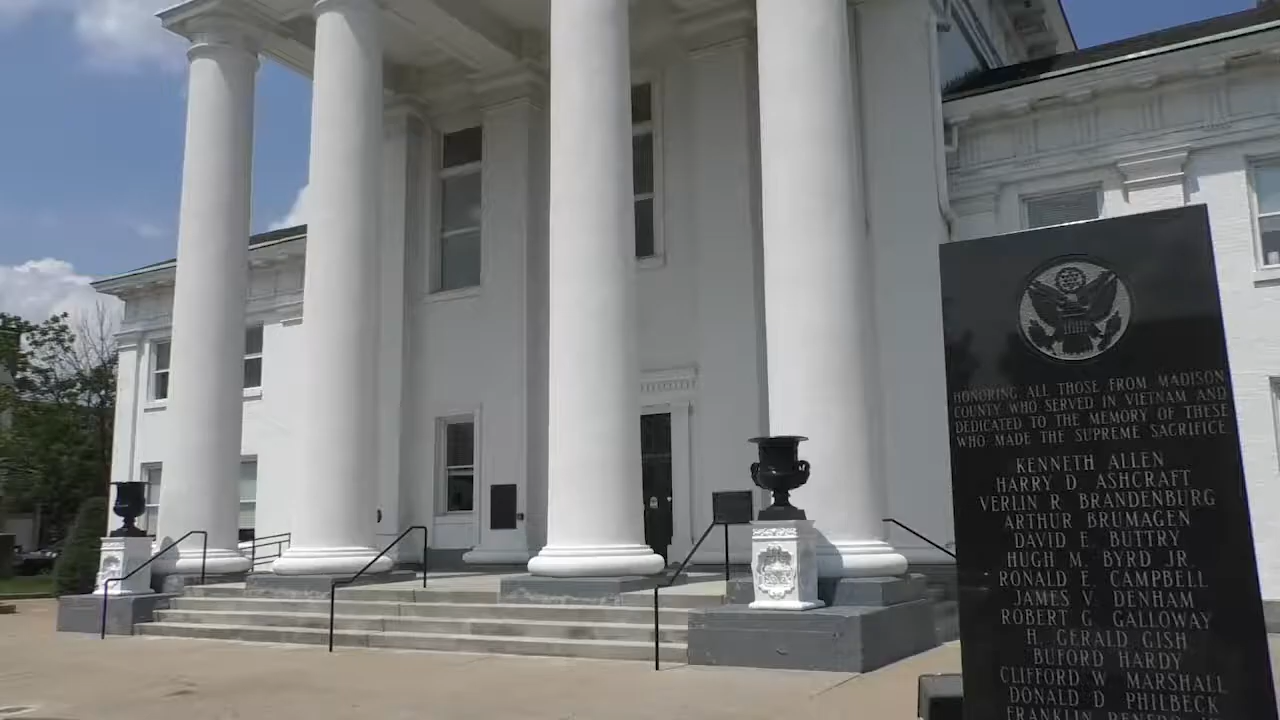 HONORING ALL THOSE FROM MADISON
COUNTY WHO SERVED IN VIETNAM AND
DEDICATED TO THE MEMORY OF THESE
WHO MADE THE SUPREME SACRIFICE
KENNETH ALLEN
HARRY D. ASHCRAFT
VERLIN R. BRANDENBURG
ARTHUR BRUMAGEN
DAVID E. BUTTRY
HUGH M. BYRD JR.
RONALD E. CAMPBELL
JAMES V. DENHAM
ROBERT G. GALLOWAY
H. GERALD GISH
BUFORD HARDY
CLIFFORD W. MARSHALL
DONALD D. PHILBECK
FRANKLIN